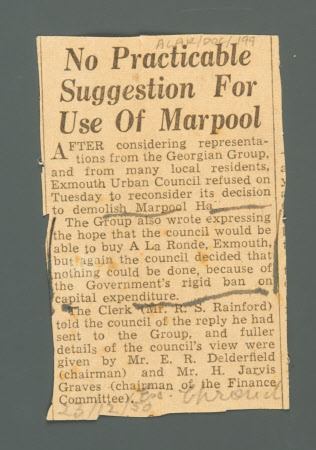 ALAR/DOC/199
No Practicable
Suggestion For
Use Of Marpool
AFTER considering representa-
tions from the Georgian Group,
and from many local residents,
Exmouth Urban Council refused on
Tuesday to reconsider its decision
to demolish Marpool Ha
The Group also wrote expressing
the hope that the council would be
able to buy A La Ronde, Exmouth,
but again the council decided that
nothing could be done, because of
the Government's rigid ban on
capital expenditure.
The Clerk (Mr. R. S. Rainford)
told the council of the reply he had
sent to the Group, and fuller
details of the council's view were
given by Mr. E. R. Delderfield
(chairman) and Mr. H. Jarvis
Graves (chairman of the Finance
Committee).